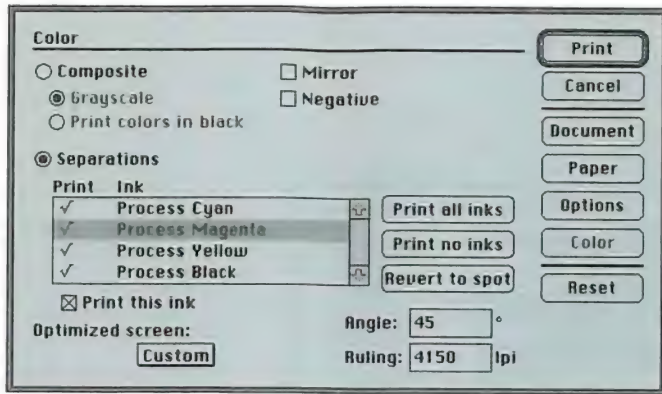 Color
Composite
Mirror
Grayscale
Negative
Print colors in black
Separations
Print Ink
√ Process Cyan
√ Process Magenta
√ Process Yellow
√ Process Black
Print all inks
Print no inks
Revert to spot
Print this ink
Optimized screen:
Custom
Angle: 45 °
Ruling: 4150 lpi
Print
Cancel
Document
Paper
Options
Color
Reset